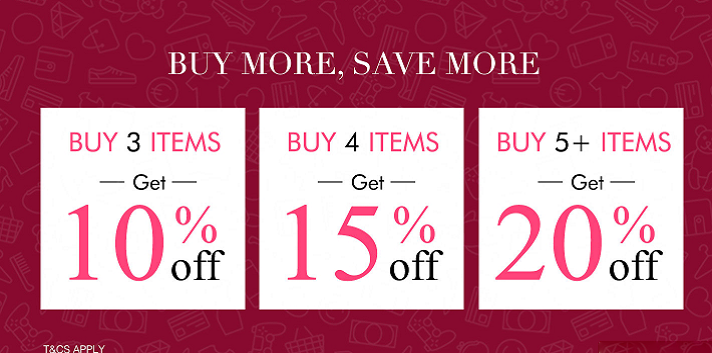 BUY MORE, SAVE MORE
BUY 3 ITEMS
Get
10% off
BUY 4 ITEMS
Get
15% off
BUY 5+ ITEMS
Get
20% off
SALE
T&CS APPLY